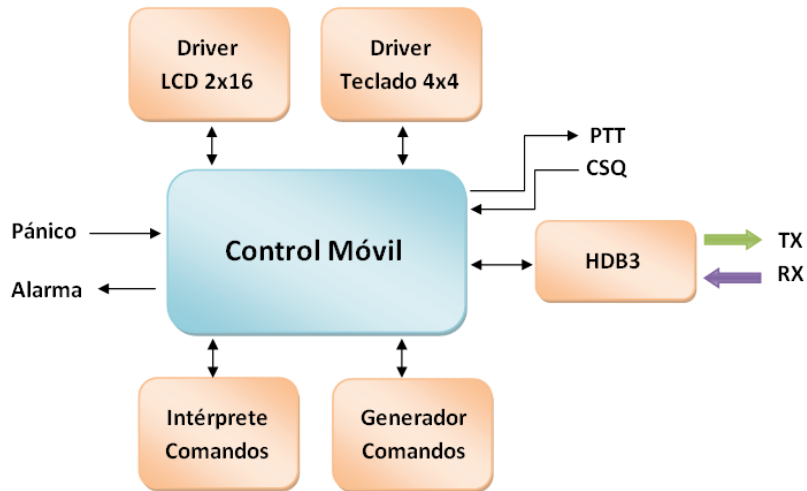 Driver
LCD 2x16
Driver
Teclado 4x4
PTT
CSQ
Pánico
Control Móvil
HDB3
TX
RX
Alarma
Intérprete
Comandos
Generador
Comandos